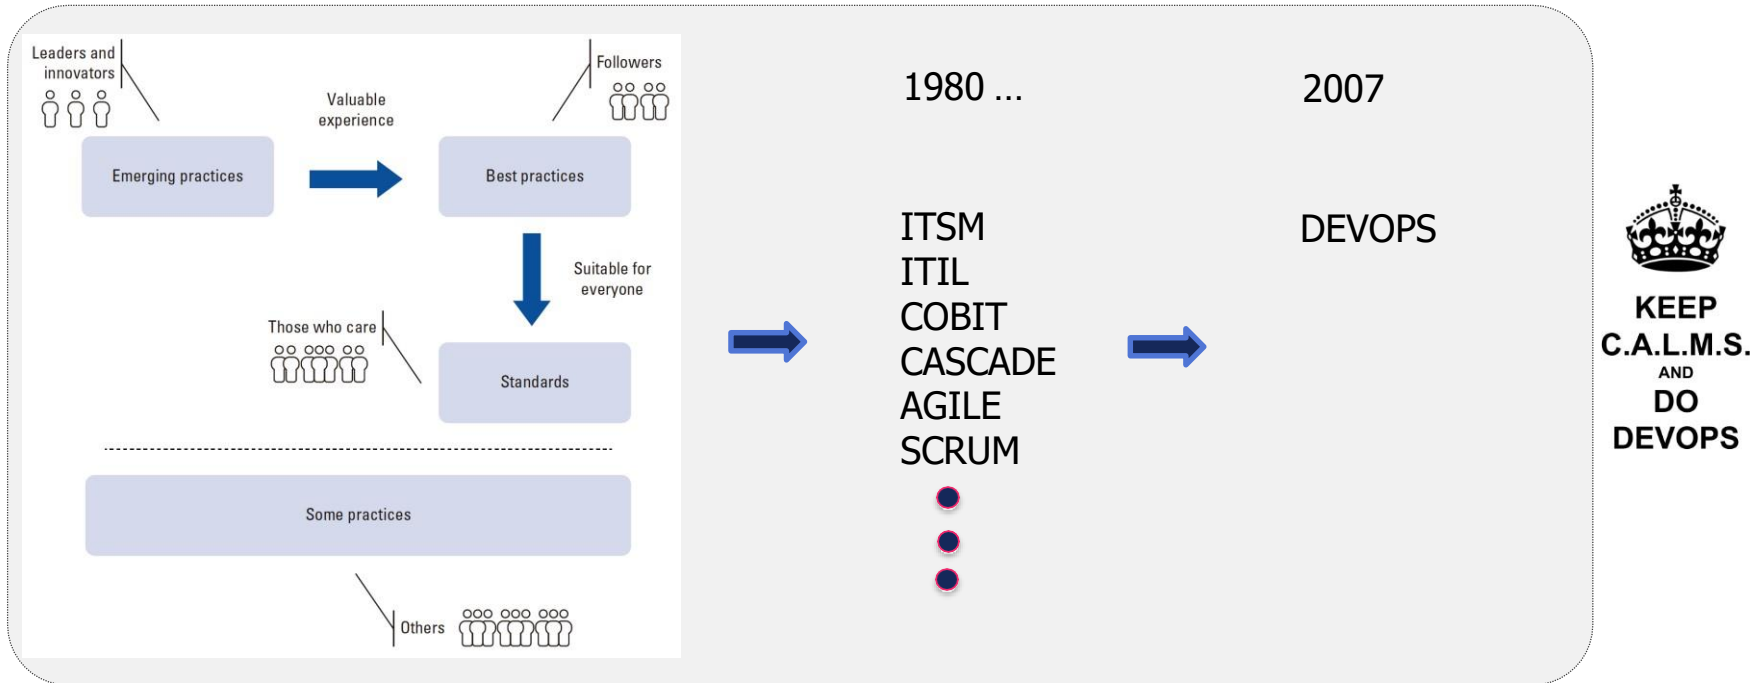 Leaders and
innovators
Valuable
experience
Followers
Emerging practices
Best practices
Suitable for
everyone
Those who care
Standards
Some practices
Others
1980 ...
ITSM
ITIL
COBIT
CASCADE
AGILE
SCRUM
2007
DEVOPS
KEEP
C.A.L.M.S.
AND
DO
DEVOPS